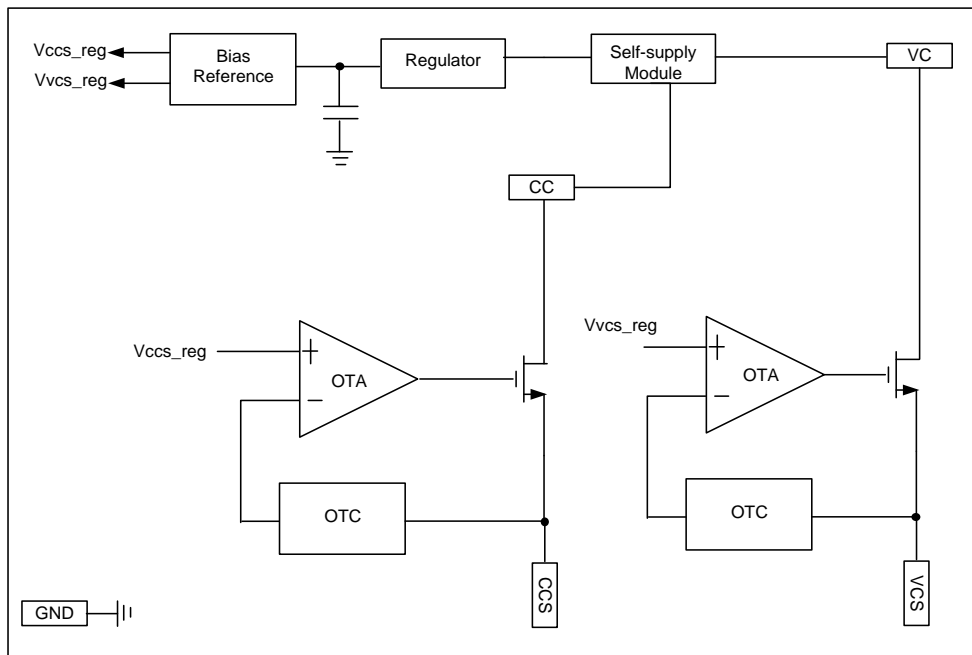 Vccs_reg
Vvcs_reg
Bias
Reference
Regulator
Self-supply
Module
VC
CC
Vccs_reg
+
OTA
−
Vvcs_reg
+
OTA
−
OTC
OTC
CCS
VCS
GND